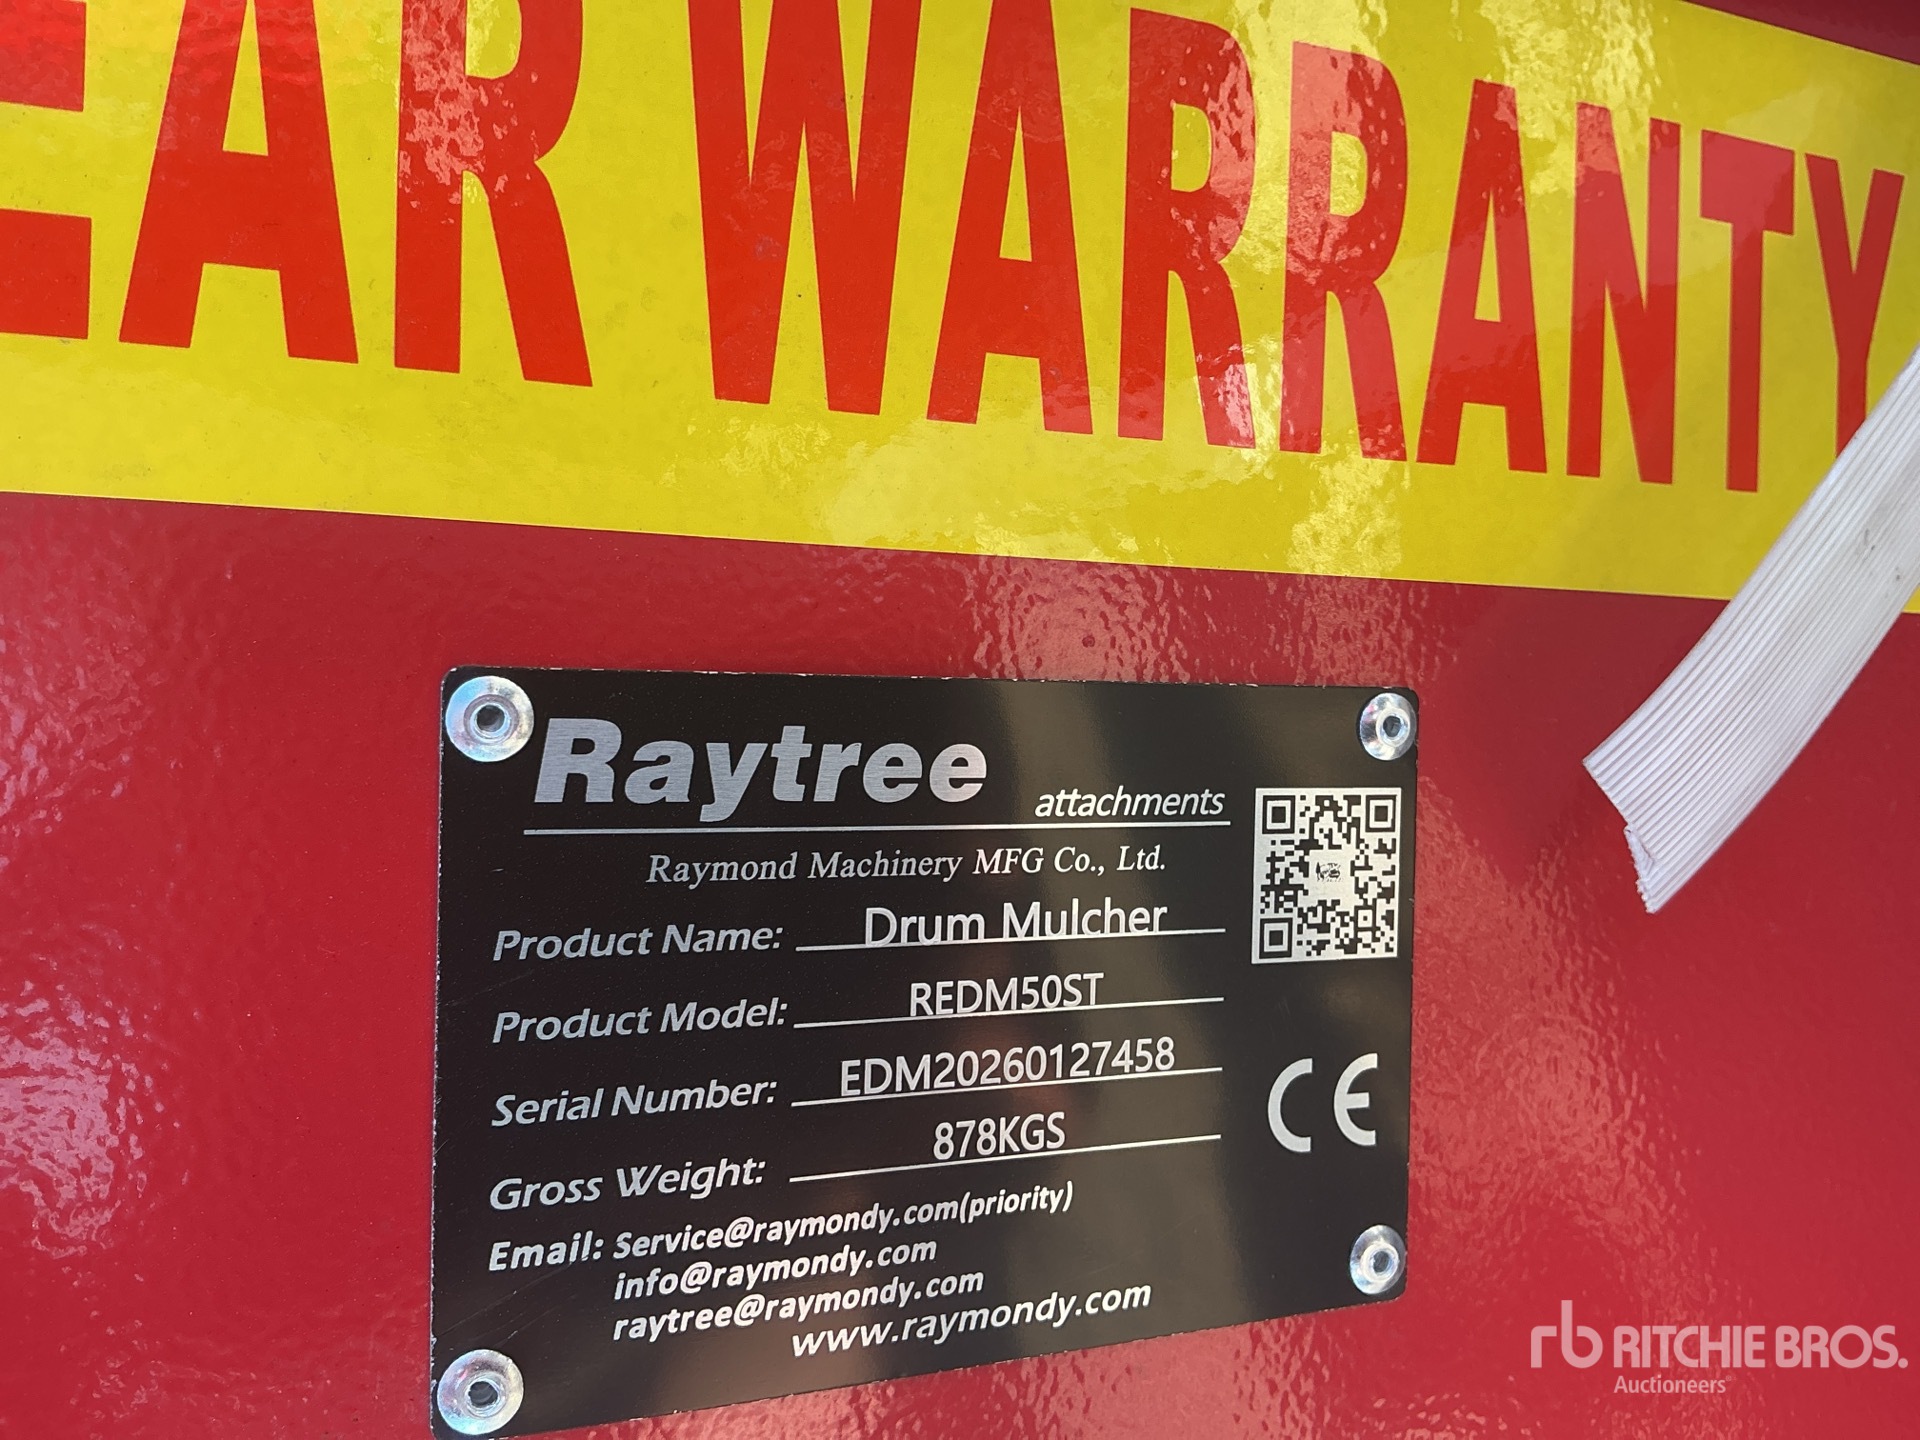 EAR WARRANTY
Raytree
attachments
Raymond Machinery MFG Co., Ltd.
Product Name: Drum Mulcher
Product Model: REDM50ST
Serial Number: EDM20260127458
Gross Weight: 878KGS
Email: Service@raymondy.com(priority)
info@raymondy.com
raytree@raymondy.com
www.raymondy.com
CE
rb RITCHIE BROS.
Auctioneers